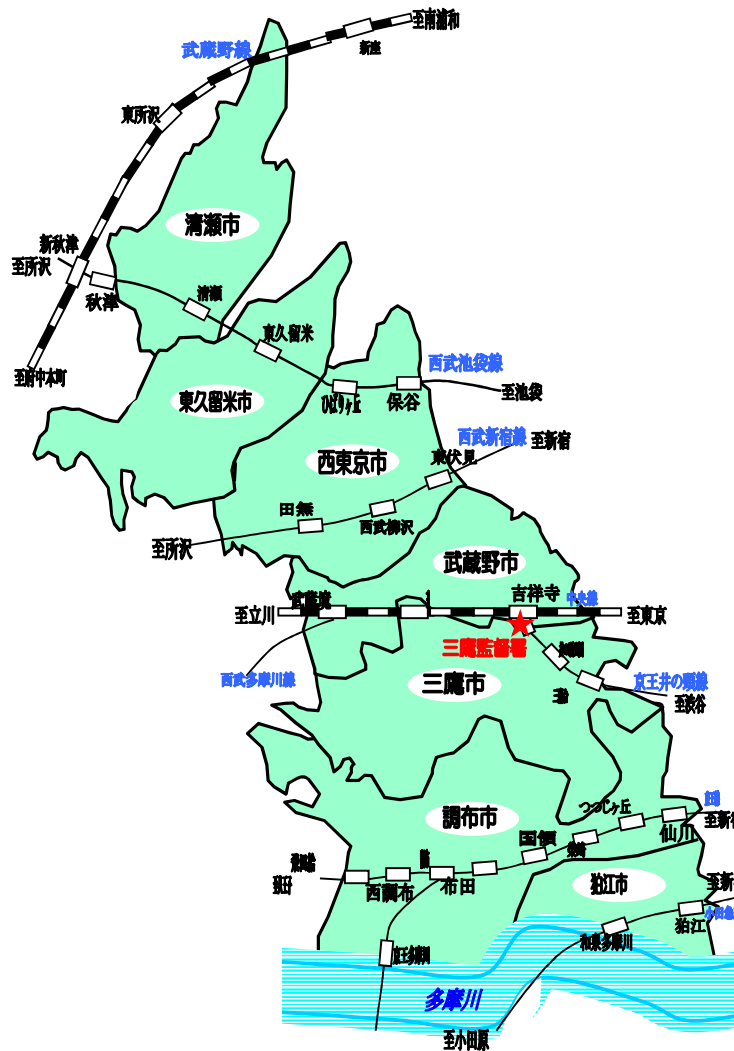 至南浦和
新座
武蔵野線
東所沢
清瀬市
新秋津
至所沢
秋津
清瀬
東久留米
西武池袋線
至府中本町
至池袋
ひばりヶ丘
保谷
東久留米市
西武新宿線
至新宿
西東京市
東伏見
田無
西武柳沢
至所沢
武蔵野市
吉祥寺
武蔵境
中央線
至立川
至東京
三鷹監督署
西武多摩川線
三鷹市
京王井の頭線
至渋谷
つつじヶ丘
調布市
仙川
国領
西調布
布田
狛江市
狛江
和泉多摩川
京王多摩川
多摩川
至小田原